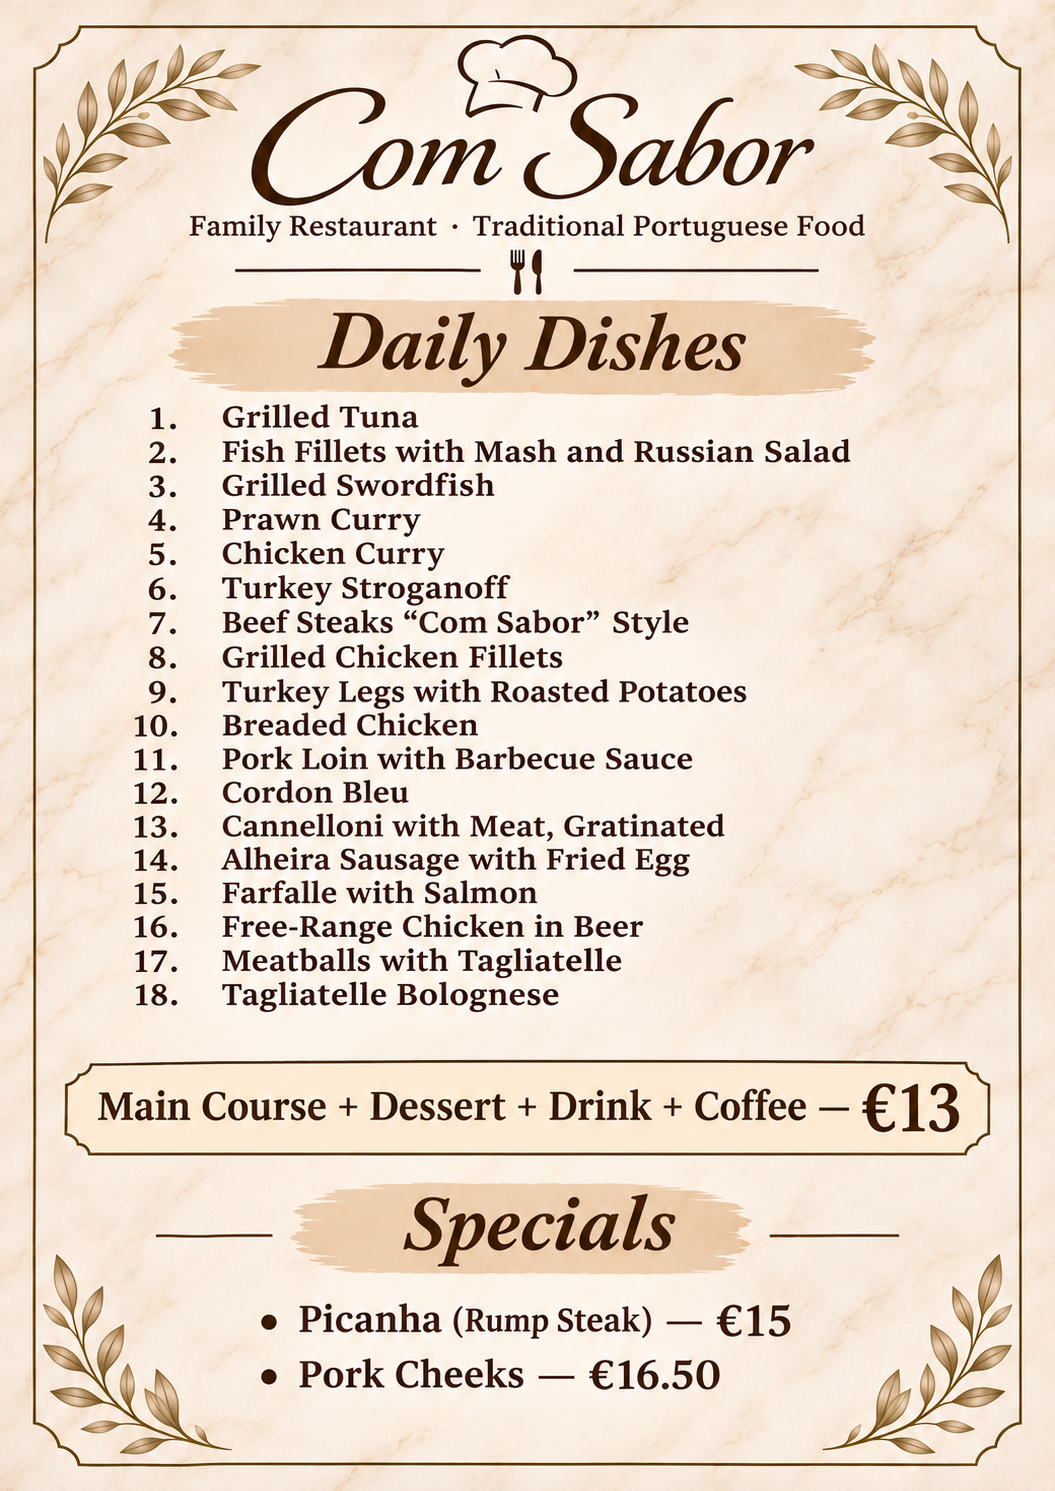 Com Sabor
Family Restaurant · Traditional Portuguese Food
Daily Dishes
1. Grilled Tuna
2. Fish Fillets with Mash and Russian Salad
3. Grilled Swordfish
4. Prawn Curry
5. Chicken Curry
6. Turkey Stroganoff
7. Beef Steaks “Com Sabor” Style
8. Grilled Chicken Fillets
9. Turkey Legs with Roasted Potatoes
10. Breaded Chicken
11. Pork Loin with Barbecue Sauce
12. Cordon Bleu
13. Cannelloni with Meat, Gratinated
14. Alheira Sausage with Fried Egg
15. Farfalle with Salmon
16. Free-Range Chicken in Beer
17. Meatballs with Tagliatelle
18. Tagliatelle Bolognese
Main Course + Dessert + Drink + Coffee — €13
Specials
• Picanha (Rump Steak) — €15
• Pork Cheeks — €16.50